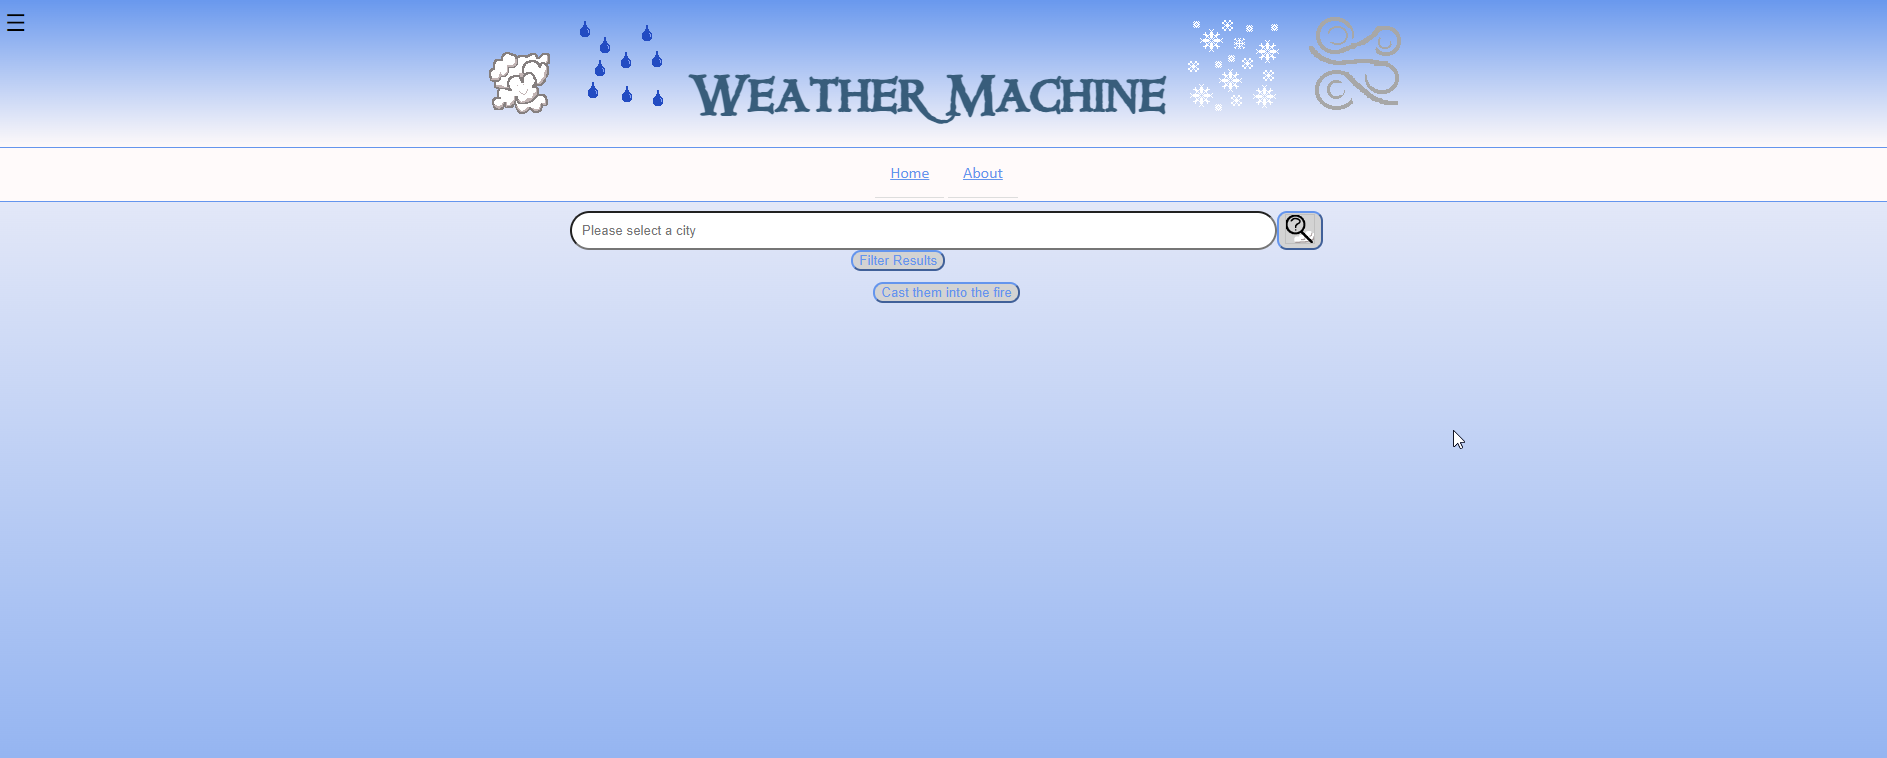 Weather Machine
Home About
Please select a city
Filter Results
Cast them into the fire